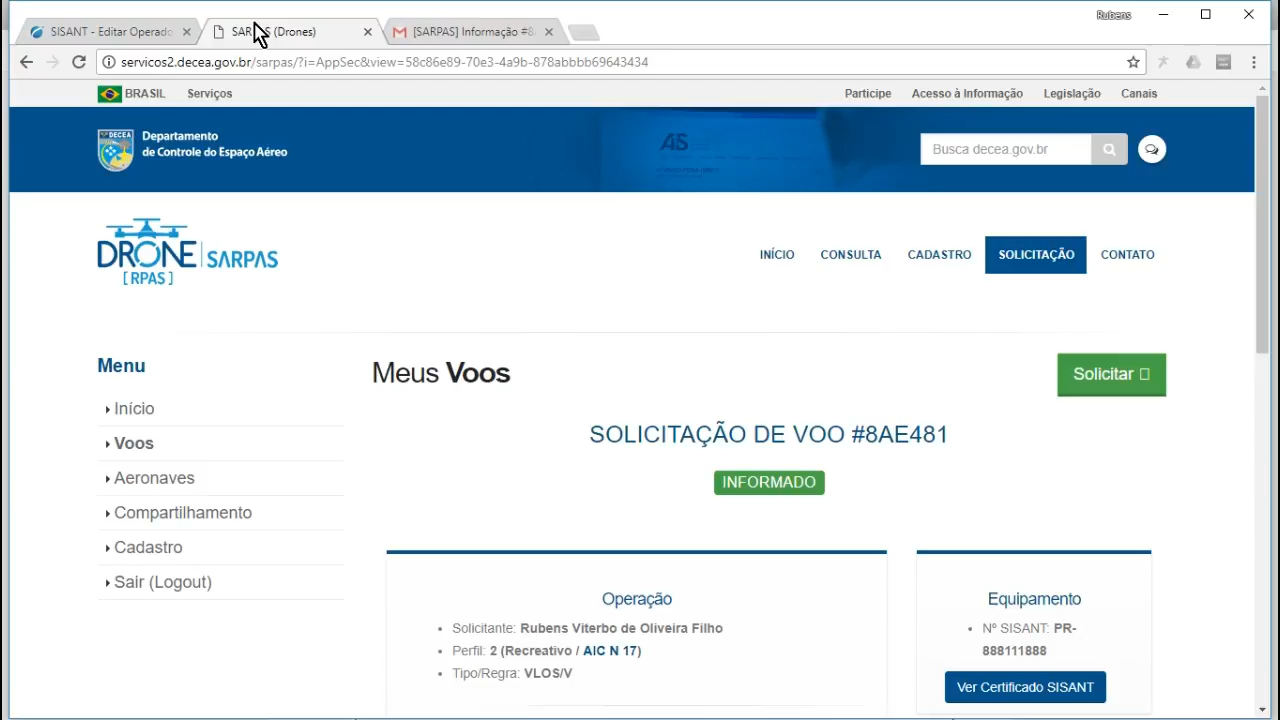 Rubens
SISANT - Editar Operado
SARPAS (Drones)
[SARPAS] Informação #8
servicos2.decea.gov.br/sarpas/?i=AppSec&view=58c86e89-70e3-4a9b-878abbbb69643434
BRASIL Serviços Participe Acesso à Informação Legislação Canais
DECEA
Departamento
de Controle do Espaço Aéreo
AIS
Busca decea.gov.br
DRONE SARPAS
[RPAS]
INÍCIO CONSULTA CADASTRO SOLICITAÇÃO CONTATO
Menu
Início
Voos
Aeronaves
Compartilhamento
Cadastro
Sair (Logout)
Meus Voos
Solicitar
SOLICITAÇÃO DE VOO #8AE481
INFORMADO
Operação
Solicitante: Rubens Viterbo de Oliveira Filho
Perfil: 2 (Recreativo / AIC N 17)
Tipo/Regra: VLOS/V
Equipamento
Nº SISANT: PR-
888111888
Ver Certificado SISANT